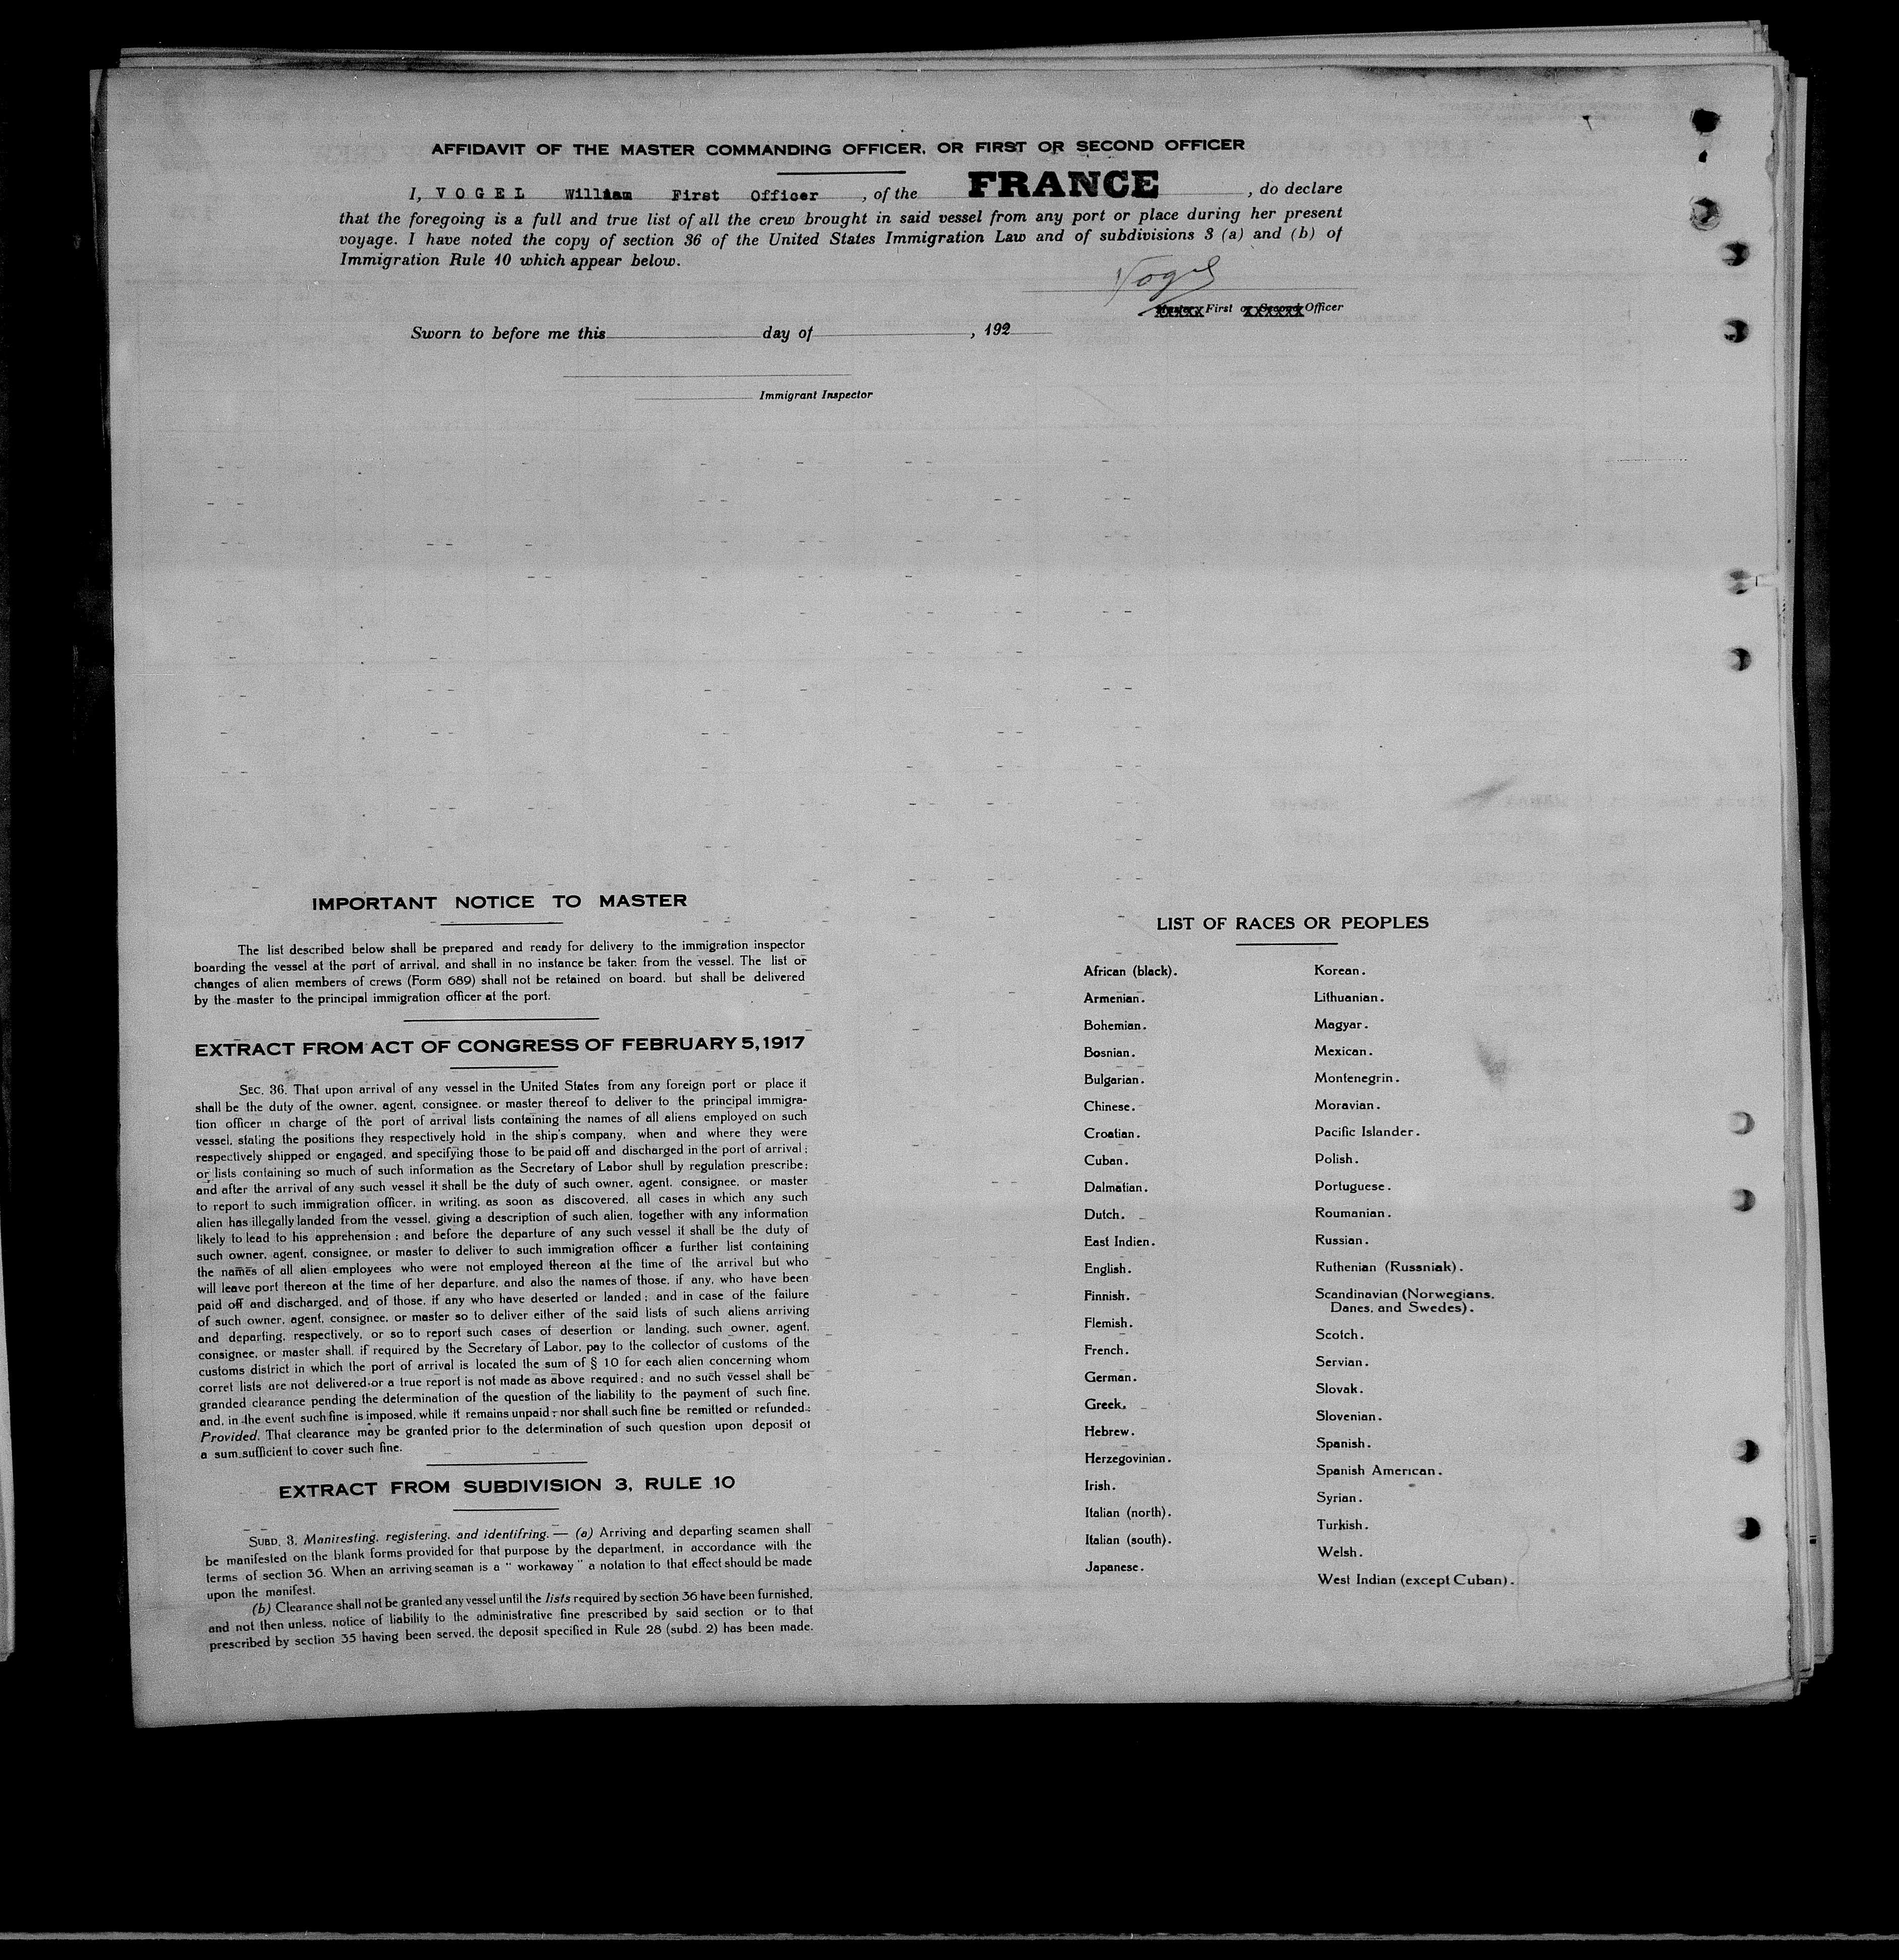 AFFIDAVIT OF THE MASTER COMMANDING OFFICER, OR FIRST OR SECOND OFFICER
I, VOGEL William First Officer, of the FRANCE, do declare
that the foregoing is a full and true list of all the crew brought in said vessel from any port or place during her present
voyage. I have noted the copy of section 36 of the United States Immigration Law and of subdivisions 3 (a) and (b) of
Immigration Rule 10 which appear below.
Vogel
First or Second Officer
Sworn to before me this day of , 192
Immigrant Inspector
IMPORTANT NOTICE TO MASTER
The list described below shall be prepared and ready for delivery to the immigration inspector
boarding the vessel at the port of arrival, and shall in no instance be taken from the vessel. The list or
changes of alien members of crews (Form 689) shall not be retained on board, but shall be delivered
by the master to the principal immigration officer at the port.
EXTRACT FROM ACT OF CONGRESS OF FEBRUARY 5, 1917
SEC. 36. That upon arrival of any vessel in the United States from any foreign port or place it
shall be the duty of the owner, agent, consignee, or master thereof to deliver to the principal immigra-
tion officer in charge of the port of arrival lists containing the names of all aliens employed on such
vessel, stating the positions they respectively hold in the ship's company, when and where they were
respectively shipped or engaged, and specifying those to be paid off and discharged in the port of arrival;
or lists containing so much of such information as the Secretary of Labor shull by regulation prescribe;
and after the arrival of any such vessel it shall be the duty of such owner, agent, consignee, or master
to report to such immigration officer, in writing, as soon as discovered, all cases in which any such
alien has illegally landed from the vessel, giving a description of such alien, together with any information
likely to lead to his apprehension; and before the departure of any such vessel it shall be the duty of
such owner, agent, consignee, or master to deliver to such immigration officer a further list containing
the names of all alien employees who were not employed thereon at the time of the arrival but who
will leave port thereon at the time of her departure, and also the names of those, if any, who have been
paid off and discharged, and of those, if any who have deserted or landed; and in case of the failure
of such owner, agent, consignee, or master so to deliver either of the said lists of such aliens arriving
and departing, respectively, or so to report such cases of desertion or landing, such owner, agent,
consignee, or master shall, if required by the Secretary of Labor, pay to the collector of customs of the
customs district in which the port of arrival is located the sum of § 10 for each alien concerning whom
corret lists are not delivered or a true report is not made as above required; and no such vessel shall be
granded clearance pending the determination of the question of the liability to the payment of such fine,
and, in the event such fine is imposed, while it remains unpaid; nor shall such fine be remitted or refunded:
Provided, That clearance may be granted prior to the determination of such question upon deposit of
a sum sufficient to cover such fine.
EXTRACT FROM SUBDIVISION 3, RULE 10
SUBD. 3. Maniresting, registering, and identifring. — (a) Arriving and departing seamen shall
be manifested on the blank forms provided for that purpose by the department, in accordance with the
terms of section 36. When an arriving seaman is a " workaway " a notation to that effect should be made
upon the manifest.
(b) Clearance shall not be granted any vessel until the lists required by section 36 have been furnished,
and not then unless, notice of liability to the administrative fine prescribed by said section or to that
prescribed by section 35 having been served, the deposit specified in Rule 28 (subd. 2) has been made.
LIST OF RACES OR PEOPLES
African (black).
Armenian.
Bohemian.
Bosnian.
Bulgarian.
Chinese.
Croatian.
Cuban.
Dalmatian.
Dutch.
East Indien.
English.
Finnish.
Flemish.
French.
German.
Greek.
Hebrew.
Herzegovinian.
Irish.
Italian (north).
Italian (south).
Japanese.
Korean.
Lithuanian.
Magyar.
Mexican.
Montenegrin.
Moravian.
Pacific Islander.
Polish.
Portuguese.
Roumanian.
Russian.
Ruthenian (Russniak).
Scandinavian (Norwegians,
Danes, and Swedes).
Scotch.
Servian.
Slovak.
Slovenian.
Spanish.
Spanish American.
Syrian.
Turkish.
Welsh.
West Indian (except Cuban).